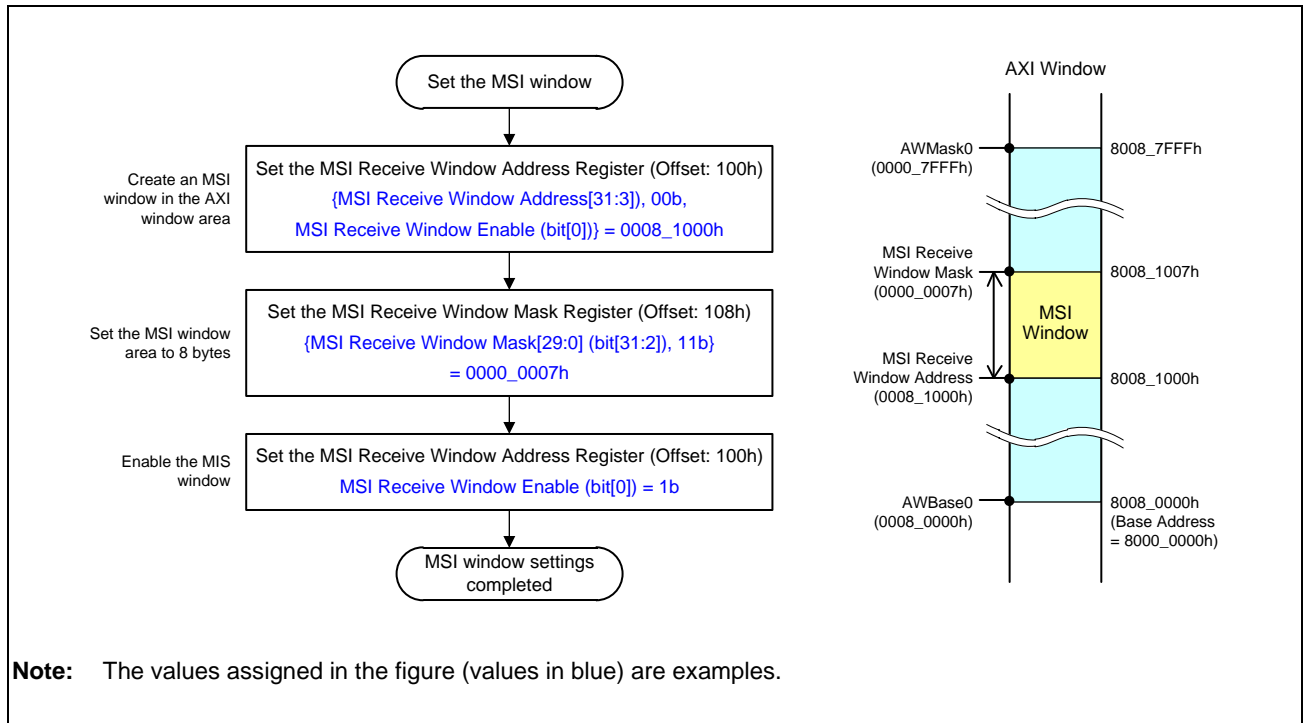 Set the MSI window
Create an MSI
window in the AXI
window area
Set the MSI Receive Window Address Register (Offset: 100h)
{MSI Receive Window Address[31:3]), 00b,
MSI Receive Window Enable (bit[0])} = 0008_1000h
Set the MSI window
area to 8 bytes
Set the MSI Receive Window Mask Register (Offset: 108h)
{MSI Receive Window Mask[29:0] (bit[31:2]), 11b}
= 0000_0007h
Enable the MIS
window
Set the MSI Receive Window Address Register (Offset: 100h)
MSI Receive Window Enable (bit[0]) = 1b
MSI window settings
completed
AXI Window
AWMask0
(0000_7FFFh)
8008_7FFFh
MSI Receive
Window Mask
(0000_0007h)
8008_1007h
MSI
Window
MSI Receive
Window Address
(0008_1000h)
8008_1000h
AWBase0
(0008_0000h)
8008_0000h
(Base Address
= 8000_0000h)
Note: The values assigned in the figure (values in blue) are examples.